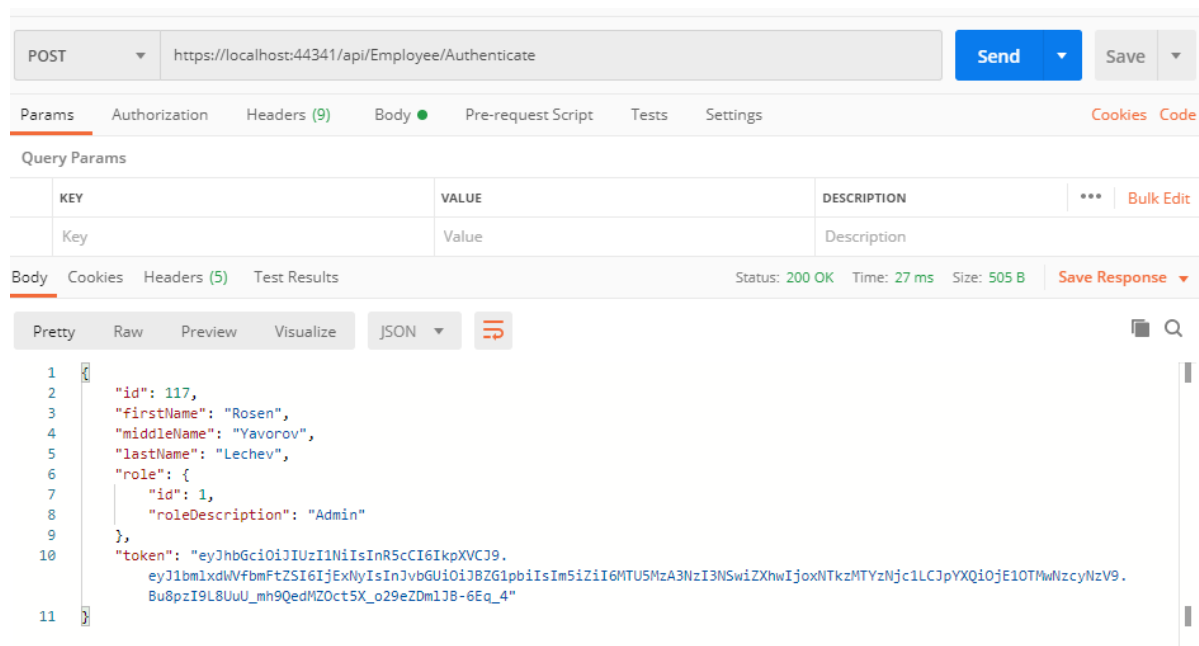 POST https://localhost:44341/api/Employee/Authenticate Send Save
Params Authorization Headers (9) Body Pre-request Script Tests Settings Cookies Code
Query Params
KEY VALUE DESCRIPTION ••• Bulk Edit
Key Value Description
Body Cookies Headers (5) Test Results Status: 200 OK Time: 27 ms Size: 505 B Save Response
Pretty Raw Preview Visualize JSON
1 {
2 "id": 117,
3 "firstName": "Rosen",
4 "middleName": "Yavorov",
5 "lastName": "Lechev",
6 "role": {
7 "id": 1,
8 "roleDescription": "Admin"
9 },
10 "token": "eyJhbGciOiJIUzI1NiIsInR5cCI6IkpXVCJ9.
eyJ1bmlxdWVfbmFtZSI6IjExNyIsInJvbGUiOiJBZG1pbiIsIm5iZiI6MTU5MzA3NzI3NSwiZXhwIjoxNTkzMTYzNjc1LCJpYXQiOjE1OTMwNzcyNzV9.
Bu8pzI9L8UuU_mh9QedMZOct5X_o29eZDmlJB-6Eq_4"
11 }